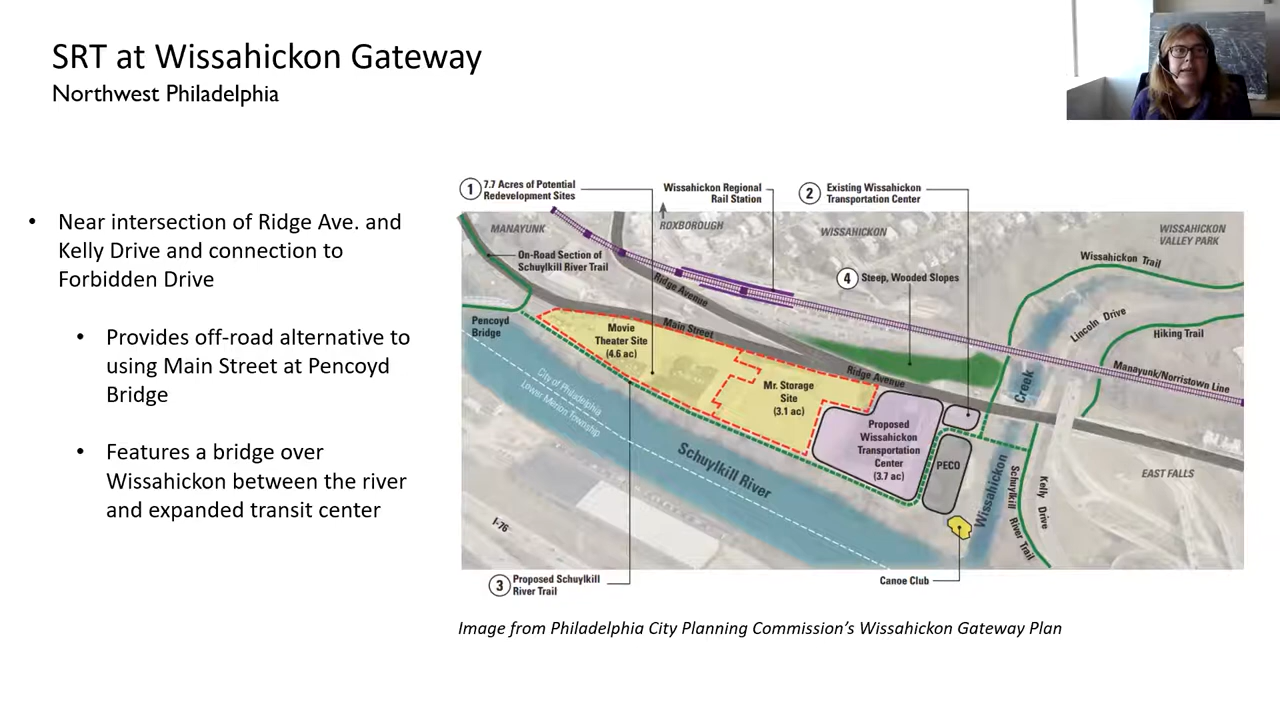 SRT at Wissahickon Gateway
Northwest Philadelphia
• Near intersection of Ridge Ave. and
Kelly Drive and connection to
Forbidden Drive
• Provides off-road alternative to
using Main Street at Pencoyd
Bridge
• Features a bridge over
Wissahickon between the river
and expanded transit center
1 7.7 Acres of Potential
Redevelopment Sites
Wissahickon Regional
Rail Station
2 Existing Wissahickon
Transportation Center
MANAYUNK
ROXBOROUGH
WISSAHICKON
WISSAHICKON
VALLEY PARK
On-Road Section of
Schuylkill River Trail
Ridge Avenue
4 Steep, Wooded Slopes
Wissahickon Trail
Lincoln Drive
Hiking Trail
Pencoyd
Bridge
Movie
Theater Site
(4.6 ac)
Main Street
Ridge Avenue
Manayunk/Norristown Line
City of Philadelphia
Lower Merion Township
Mr. Storage
Site
(3.1 ac)
Creek
Wissahickon
Proposed
Wissahickon
Transportation
Center
(3.7 ac)
PECO
Schuylkill River
Schuylkill River Trail
Kelly Drive
EAST FALLS
I-76
3 Proposed Schuylkill
River Trail
Canoe Club
Image from Philadelphia City Planning Commission's Wissahickon Gateway Plan